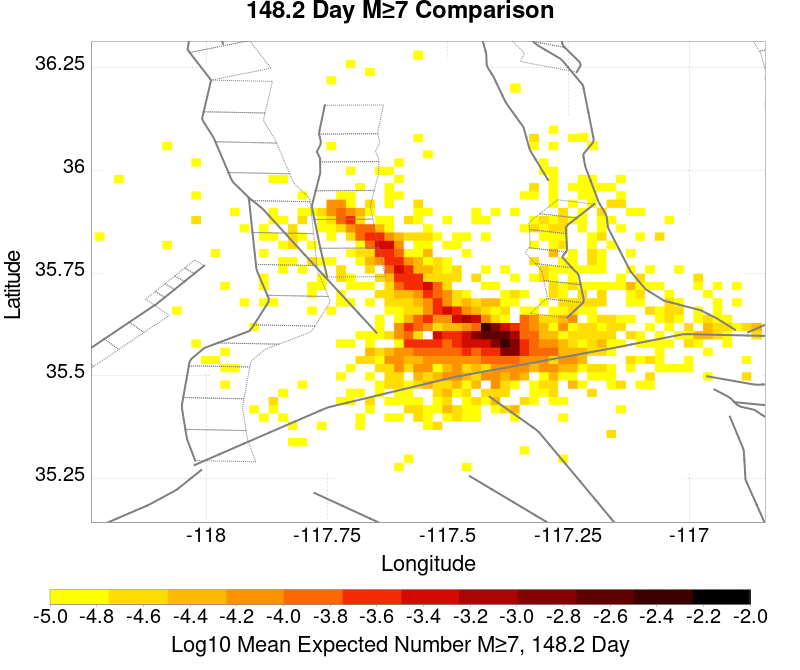 148.2 Day M≥7 Comparison
36.25
36
35.75
35.5
35.25
Latitude
-118
-117.75
-117.5
-117.25
-117
Longitude
-5.0 -4.8 -4.6 -4.4 -4.2 -4.0 -3.8 -3.6 -3.4 -3.2 -3.0 -2.8 -2.6 -2.4 -2.2 -2.0
Log10 Mean Expected Number M≥7, 148.2 Day